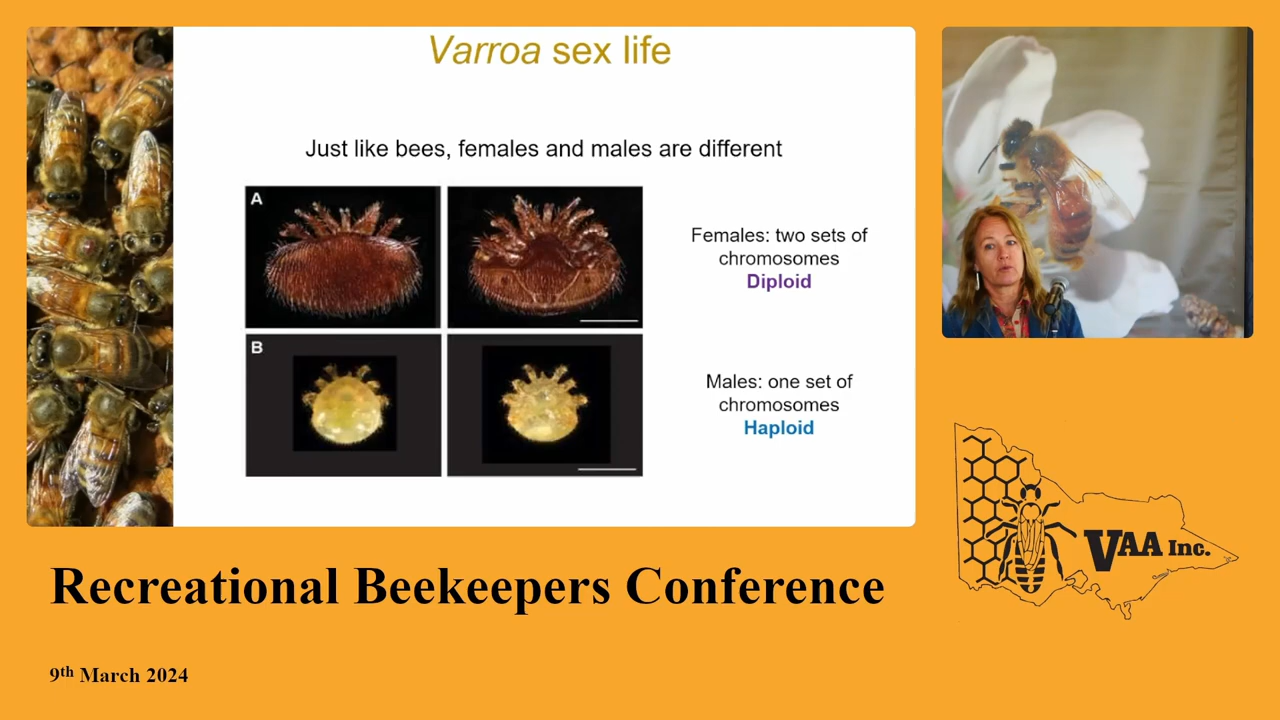 Varroa sex life
Just like bees, females and males are different
A
Females: two sets of
chromosomes
Diploid
B
Males: one set of
chromosomes
Haploid
VAA Inc.
Recreational Beekeepers Conference
9th March 2024